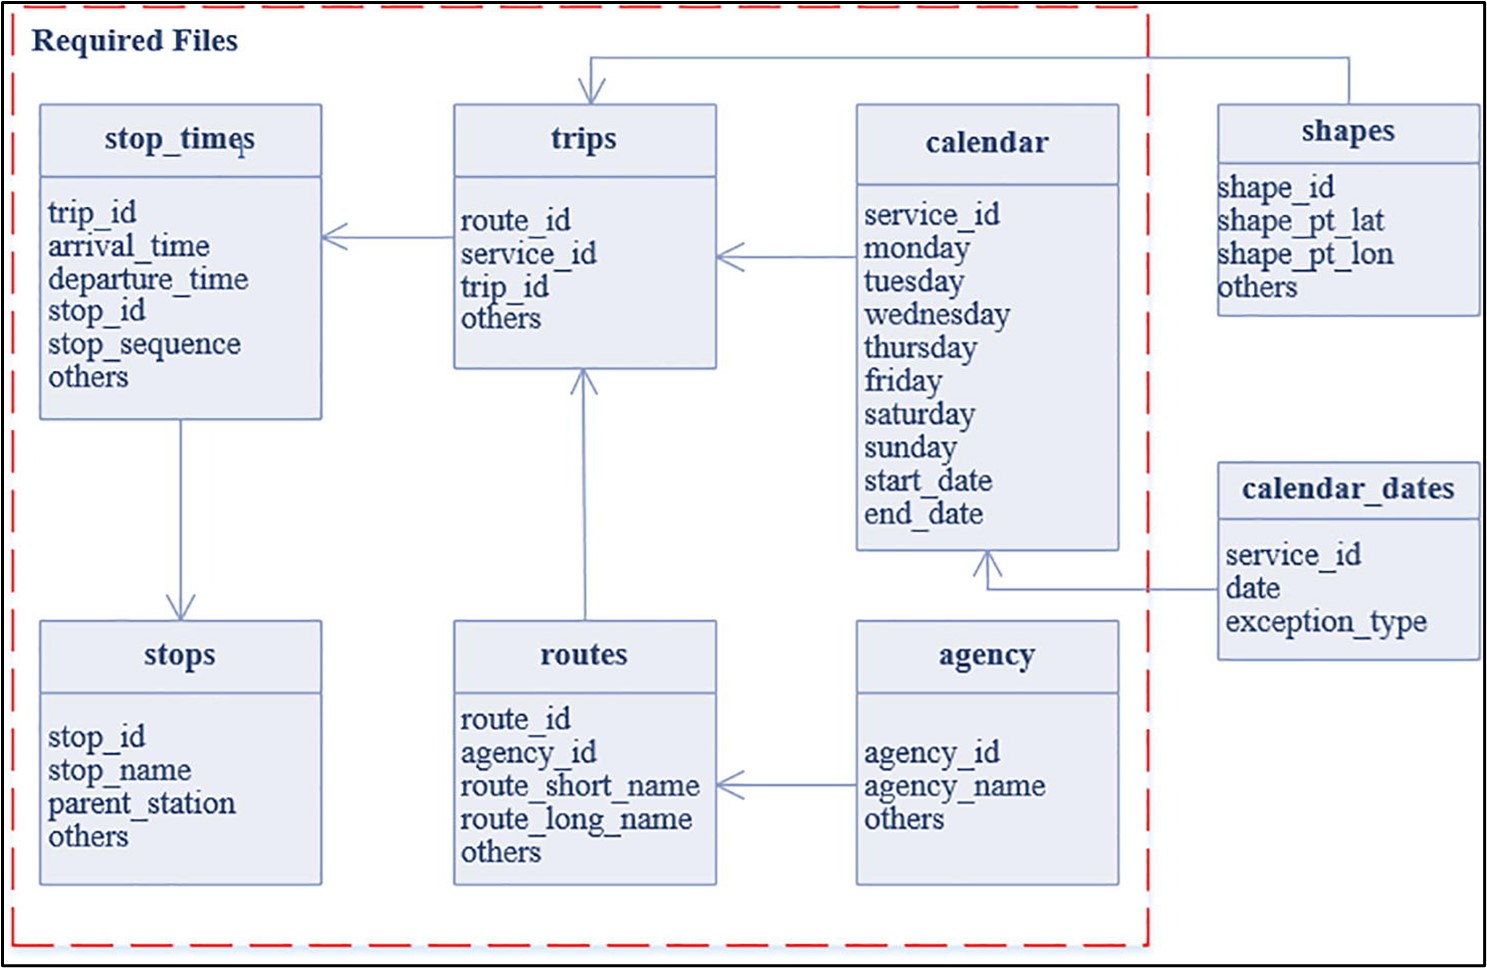 Required Files
stop_times
trip_id
arrival_time
departure_time
stop_id
stop_sequence
others
trips
route_id
service_id
trip_id
others
calendar
service_id
monday
tuesday
wednesday
thursday
friday
saturday
sunday
start_date
end_date
shapes
shape_id
shape_pt_lat
shape_pt_lon
others
calendar_dates
service_id
date
exception_type
stops
stop_id
stop_name
parent_station
others
routes
route_id
agency_id
route_short_name
route_long_name
others
agency
agency_id
agency_name
others